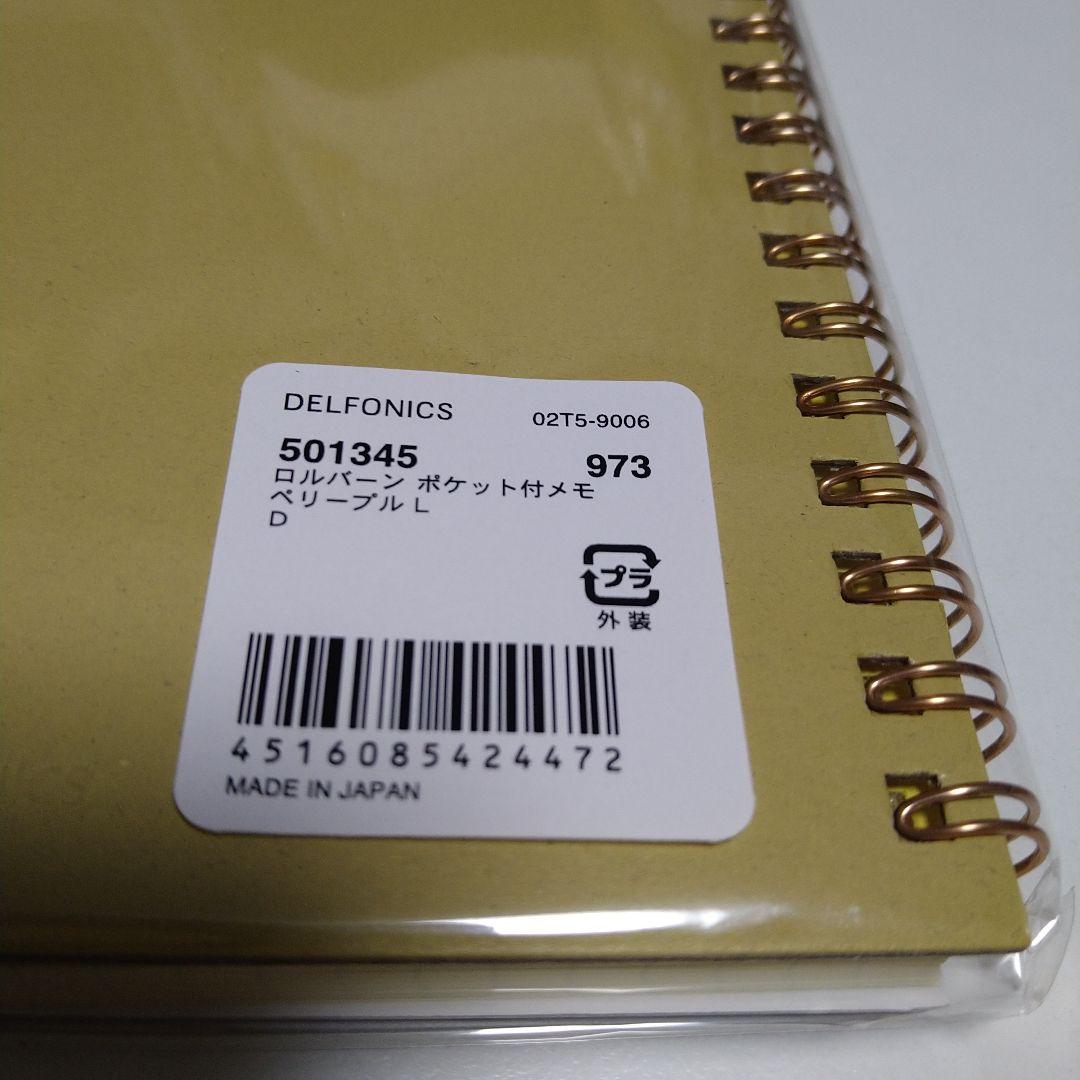 DELFONICS 02T5-9006
501345 973
ロルバーン ポケット付メモ
ペリープル L
D
プラ
外装
4516085424472
MADE IN JAPAN